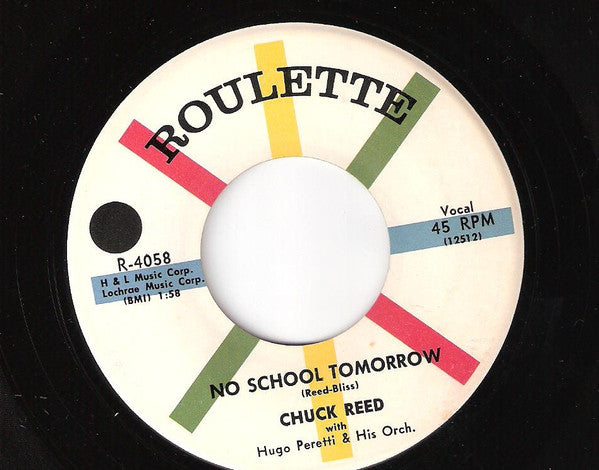 ROULETTE
Vocal
45 RPM
(12512)
R-4058
H & L Music Corp.
Lochrae Music Corp.
(BMI) 1:58
NO SCHOOL TOMORROW
(Reed-Bliss)
CHUCK REED
with
Hugo Peretti & His Orch.